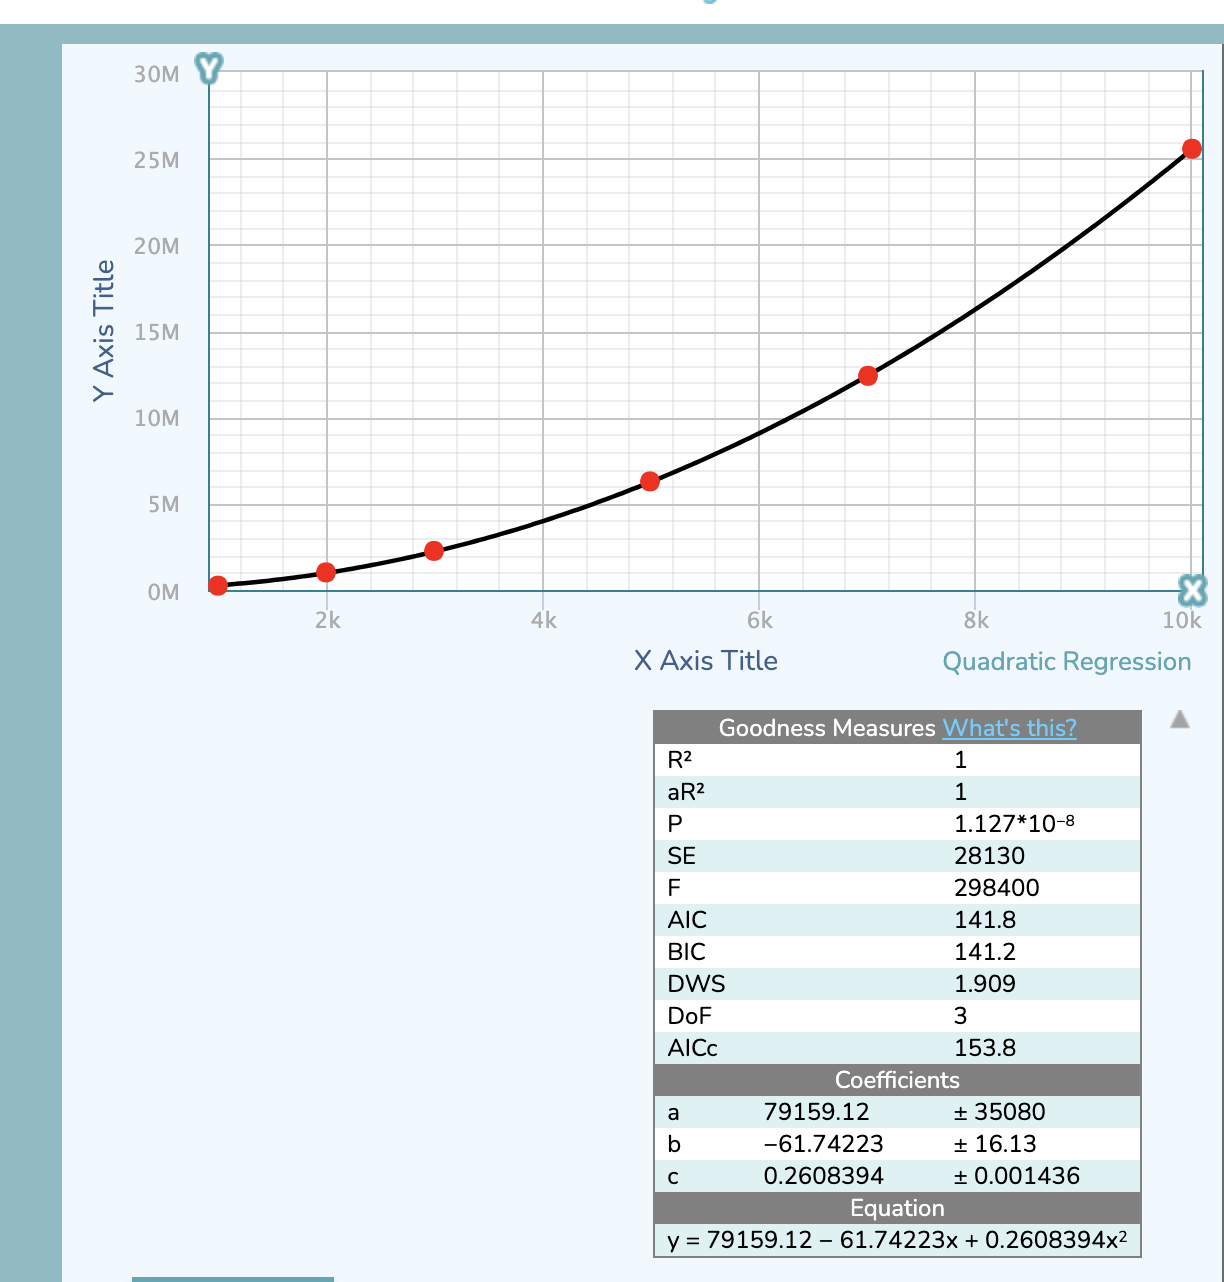 Y
30M
25M
20M
15M
10M
5M
0M
Y Axis Title
X
2k 4k 6k 8k 10k
X Axis Title
Quadratic Regression
Goodness Measures What's this?
R² 1
aR² 1
P 1.127*10⁻⁸
SE 28130
F 298400
AIC 141.8
BIC 141.2
DWS 1.909
DoF 3
AICc 153.8
Coefficients
a 79159.12 ± 35080
b −61.74223 ± 16.13
c 0.2608394 ± 0.001436
Equation
y = 79159.12 − 61.74223x + 0.2608394x²